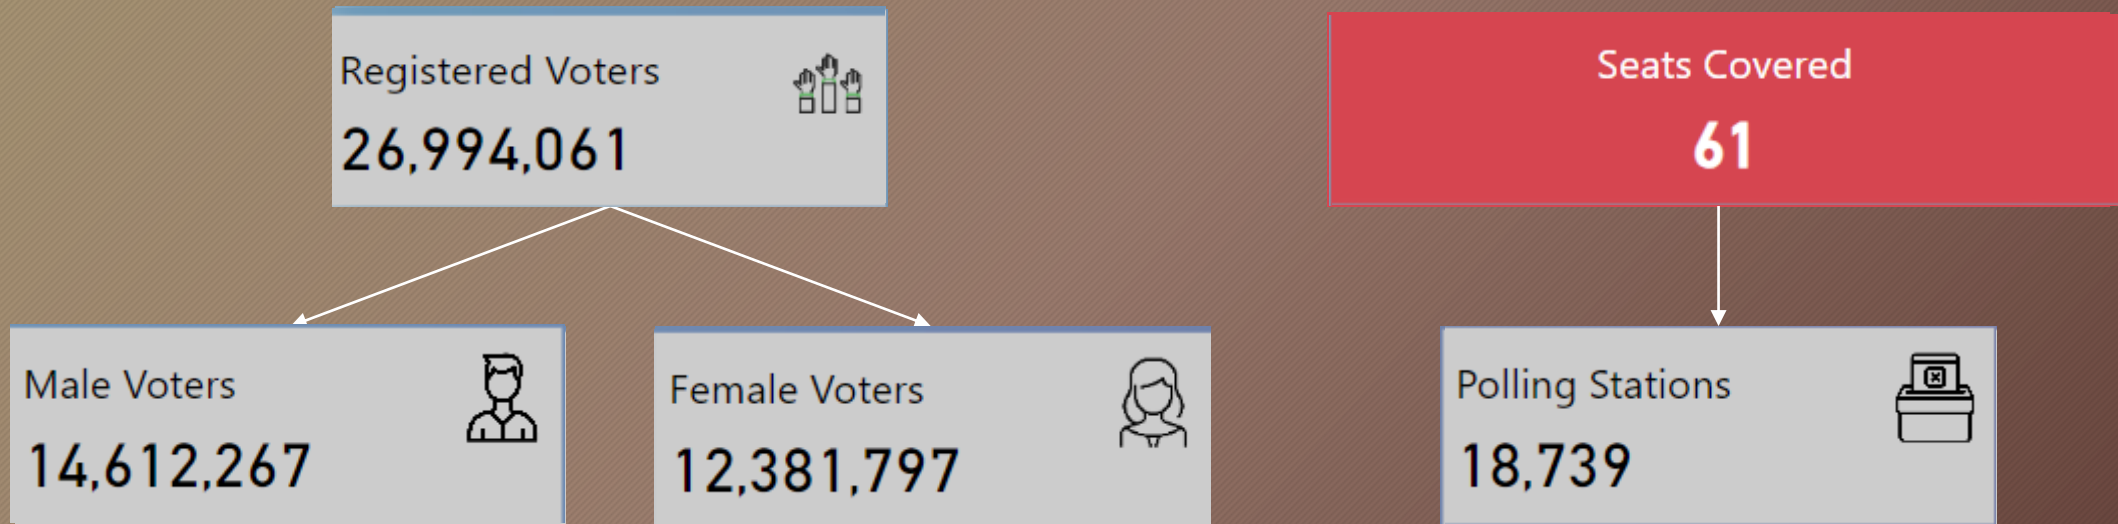 Registered Voters
26,994,061
Seats Covered
61
Male Voters
14,612,267
Female Voters
12,381,797
Polling Stations
18,739